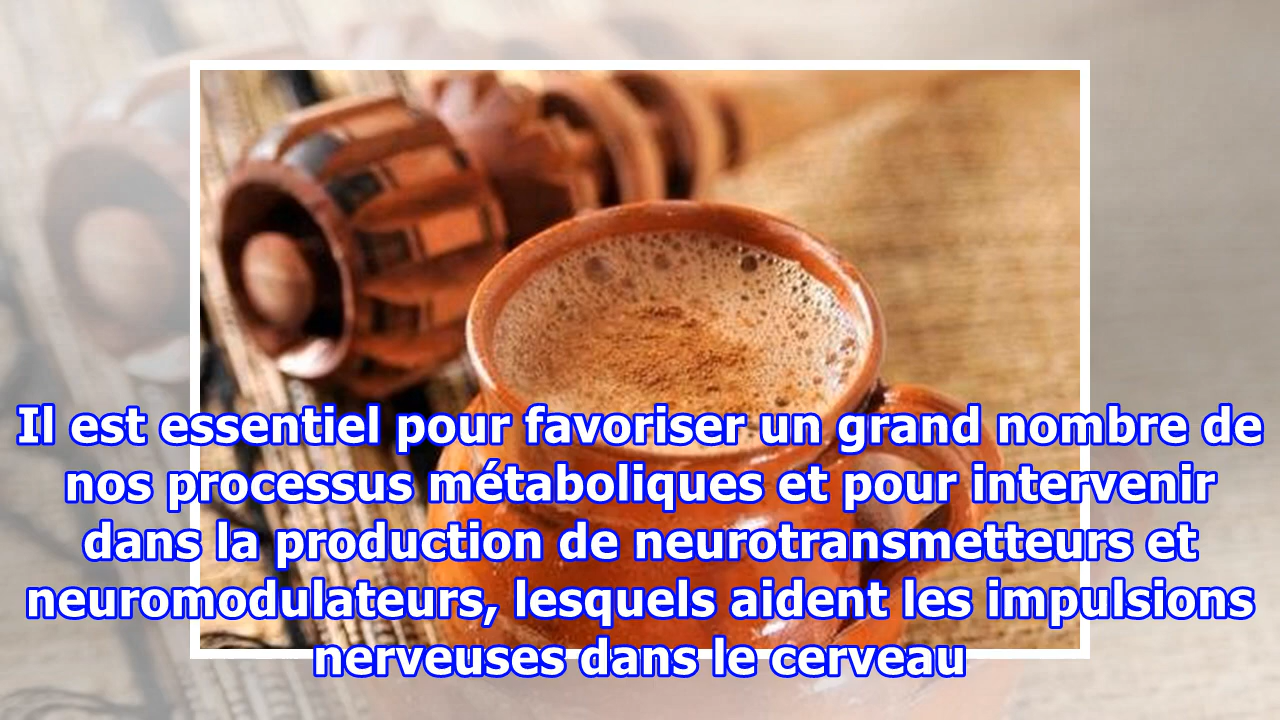 Il est essentiel pour favoriser un grand nombre de
nos processus métaboliques et pour intervenir
dans la production de neurotransmetteurs et
neuromodulateurs, lesquels aident les impulsions
nerveuses dans le cerveau